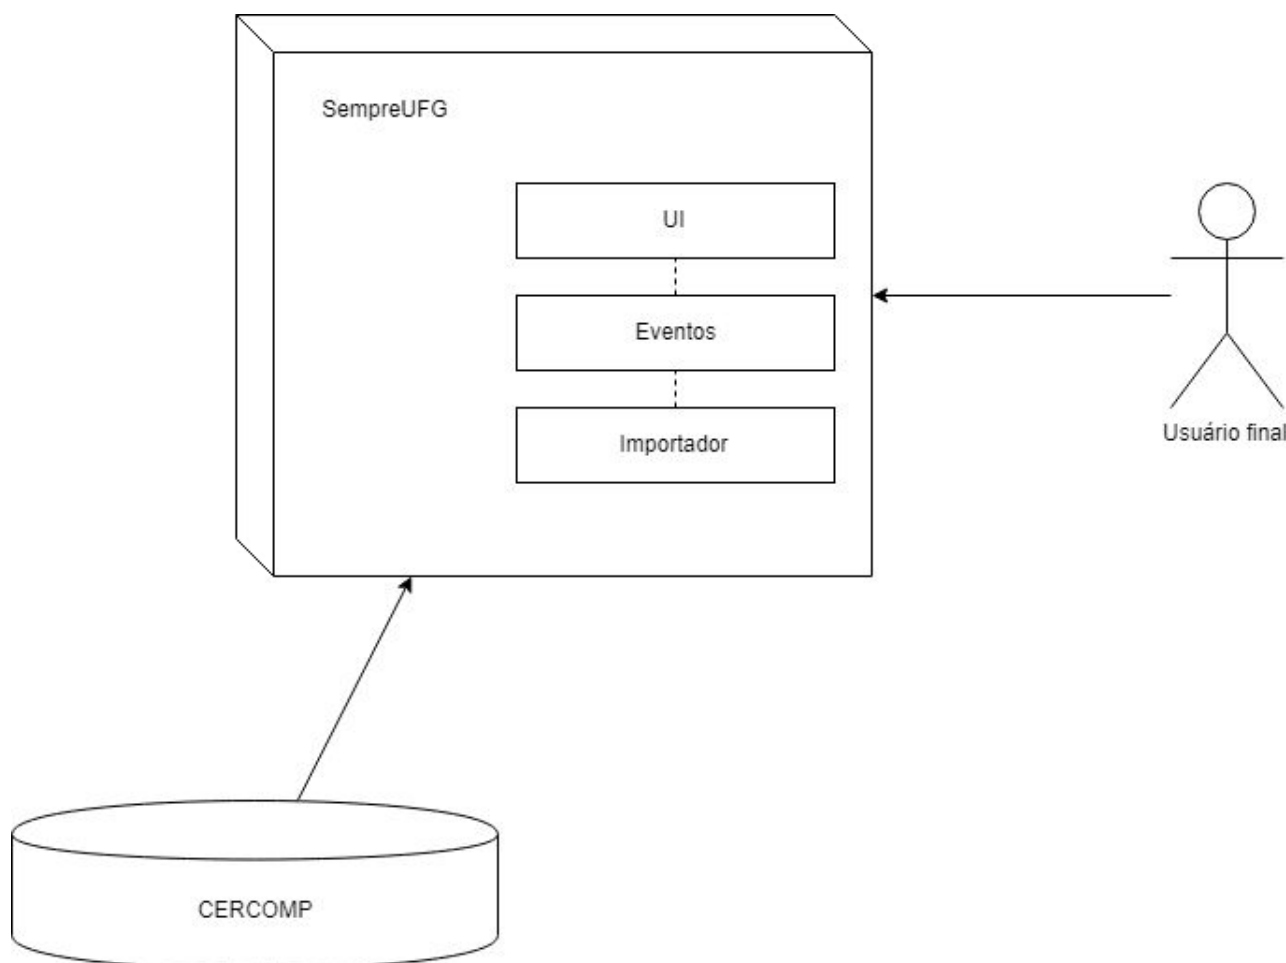 SempreUFG
UI
Eventos
Importador
Usuário final
CERCOMP